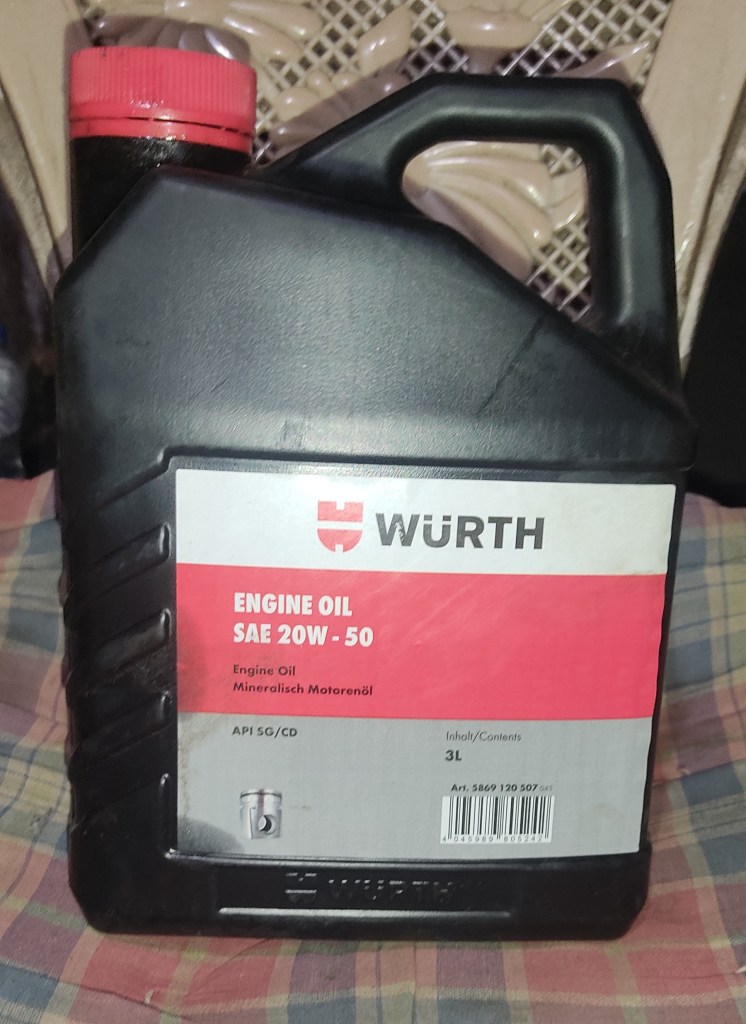 WÜRTH
ENGINE OIL
SAE 20W - 50
Engine Oil
Mineralisch Motorenöl
API SG/CD
Inhalt/Contents
3L
Art. 5869 120 507
WÜRTH